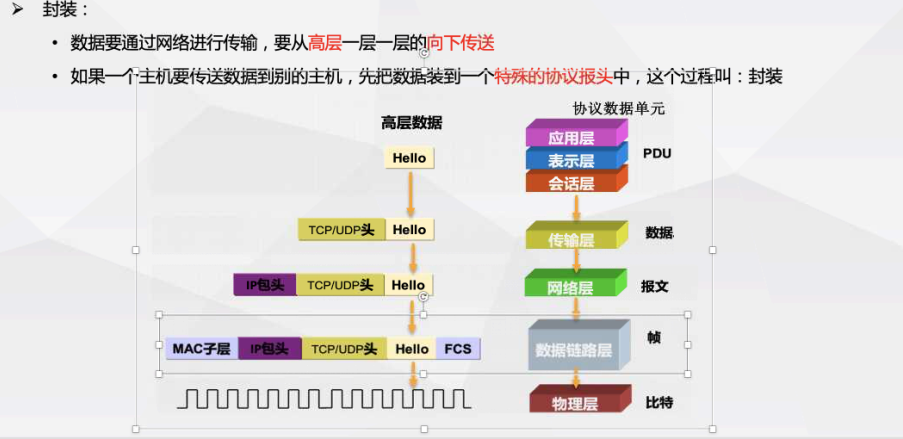 ➢ 封装：
• 数据要通过网络进行传输，要从高层一层一层的向下传送
• 如果一个主机要传送数据到别的主机，先把数据装到一个特殊的协议报头中，这个过程叫：封装
协议数据单元
高层数据
应用层
Hello 表示层 PDU
会话层
TCP/UDP头 Hello 传输层 数据
IP包头 TCP/UDP头 Hello 网络层 报文
MAC子层 IP包头 TCP/UDP头 Hello FCS 数据链路层 帧
物理层 比特